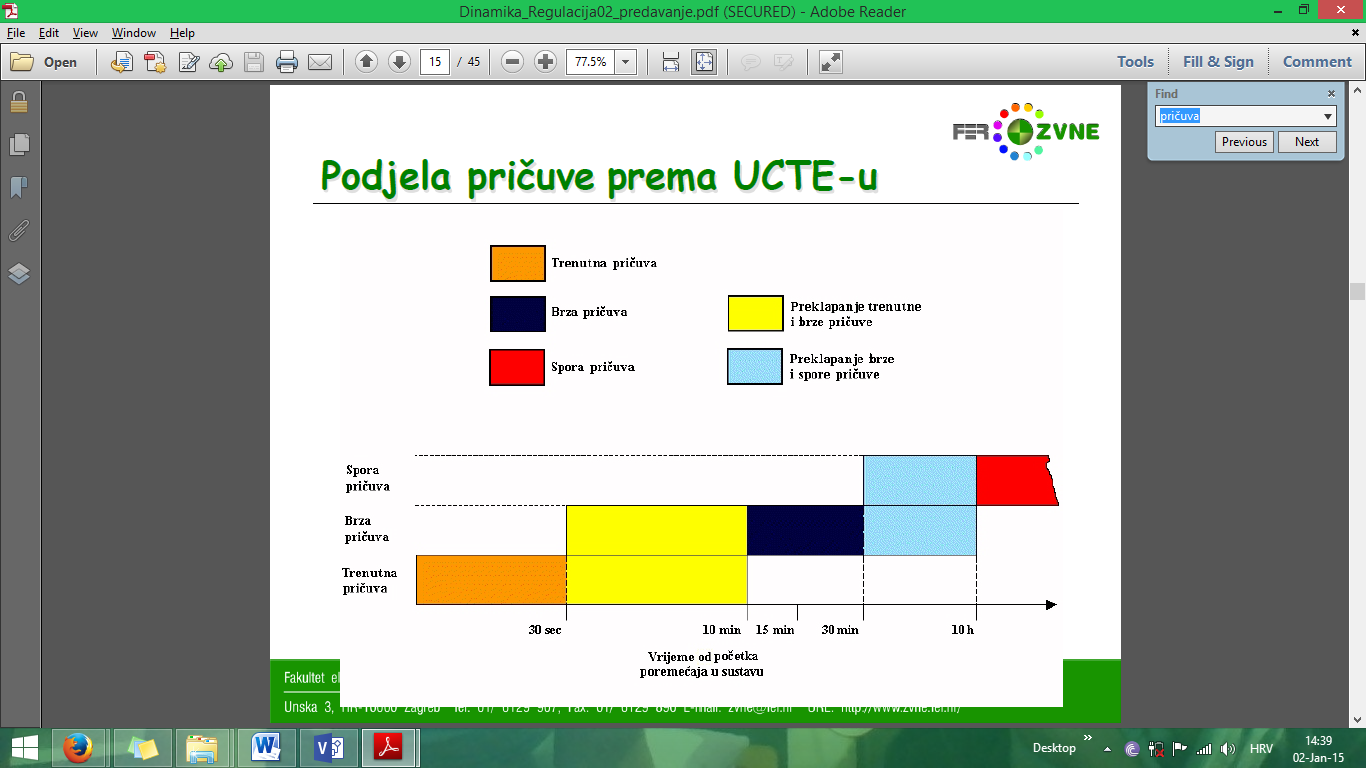 Dinamika_Regulacija02_predavanje.pdf (SECURED) - Adobe Reader
File Edit View Window Help
Open 15 / 45 77.5% Tools Fill & Sign Comment
Find
pričuva
Previous Next
FER ZVNE
Podjela pričuve prema UCTE-u
Trenutna pričuva
Brza pričuva
Spora pričuva
Preklapanje trenutne
i brze pričuve
Preklapanje brze
i spore pričuve
Spora
pričuva
Brza
pričuva
Trenutna
pričuva
30 sec 10 min 15 min 30 min 10 h
Vrijeme od početka
poremećaja u sustavu
Fakultet el
Unska 3,
Desktop HRV 14:39
02-Jan-15